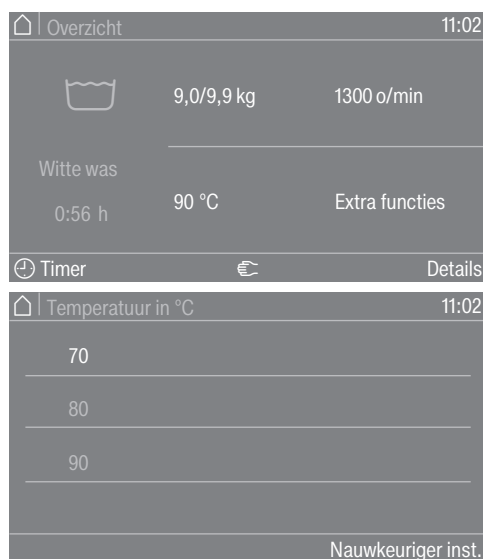 Overzicht 11:02
9,0/9,9 kg 1300 o/min
Witte was
0:56 h
90 °C Extra functies
Timer Details
Temperatuur in °C 11:02
70
80
90
Nauwkeuriger inst.